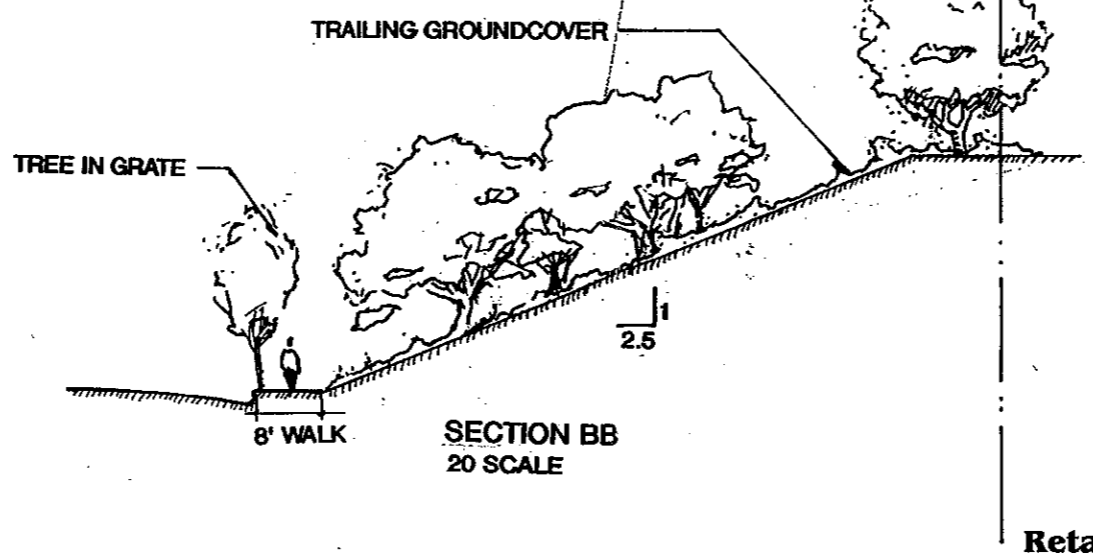 TRAILING GROUNDCOVER
TREE IN GRATE
1
2.5
8' WALK
SECTION BB
20 SCALE
Reta